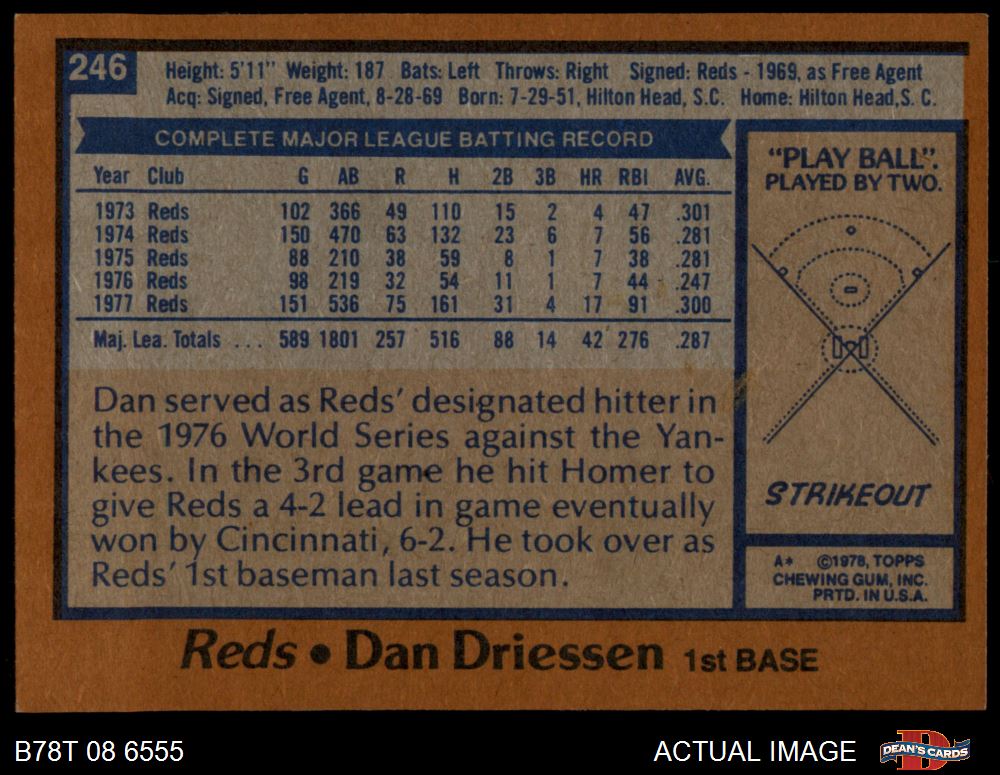 246
Height: 5'11" Weight: 187 Bats: Left Throws: Right Signed: Reds - 1969, as Free Agent
Acq: Signed, Free Agent, 8-28-69 Born: 7-29-51, Hilton Head, S.C. Home: Hilton Head, S. C.
COMPLETE MAJOR LEAGUE BATTING RECORD
Year Club G AB R H 2B 3B HR RBI AVG.
1973 Reds 102 366 49 110 15 2 4 47 .301
1974 Reds 150 470 63 132 23 6 7 56 .281
1975 Reds 88 210 38 59 8 1 7 38 .281
1976 Reds 98 219 32 54 11 1 7 44 .247
1977 Reds 151 536 75 161 31 4 17 91 .300
Maj. Lea. Totals ... 589 1801 257 516 88 14 42 276 .287
Dan served as Reds' designated hitter in
the 1976 World Series against the Yan-
kees. In the 3rd game he hit Homer to
give Reds a 4-2 lead in game eventually
won by Cincinnati, 6-2. He took over as
Reds' 1st baseman last season.
"PLAY BALL".
PLAYED BY TWO.
STRIKEOUT
A* ©1978, TOPPS
CHEWING GUM, INC.
PRTD. IN U.S.A.
Reds • Dan Driessen 1st BASE
B78T 08 6555
ACTUAL IMAGE
D
DEAN'S CARDS